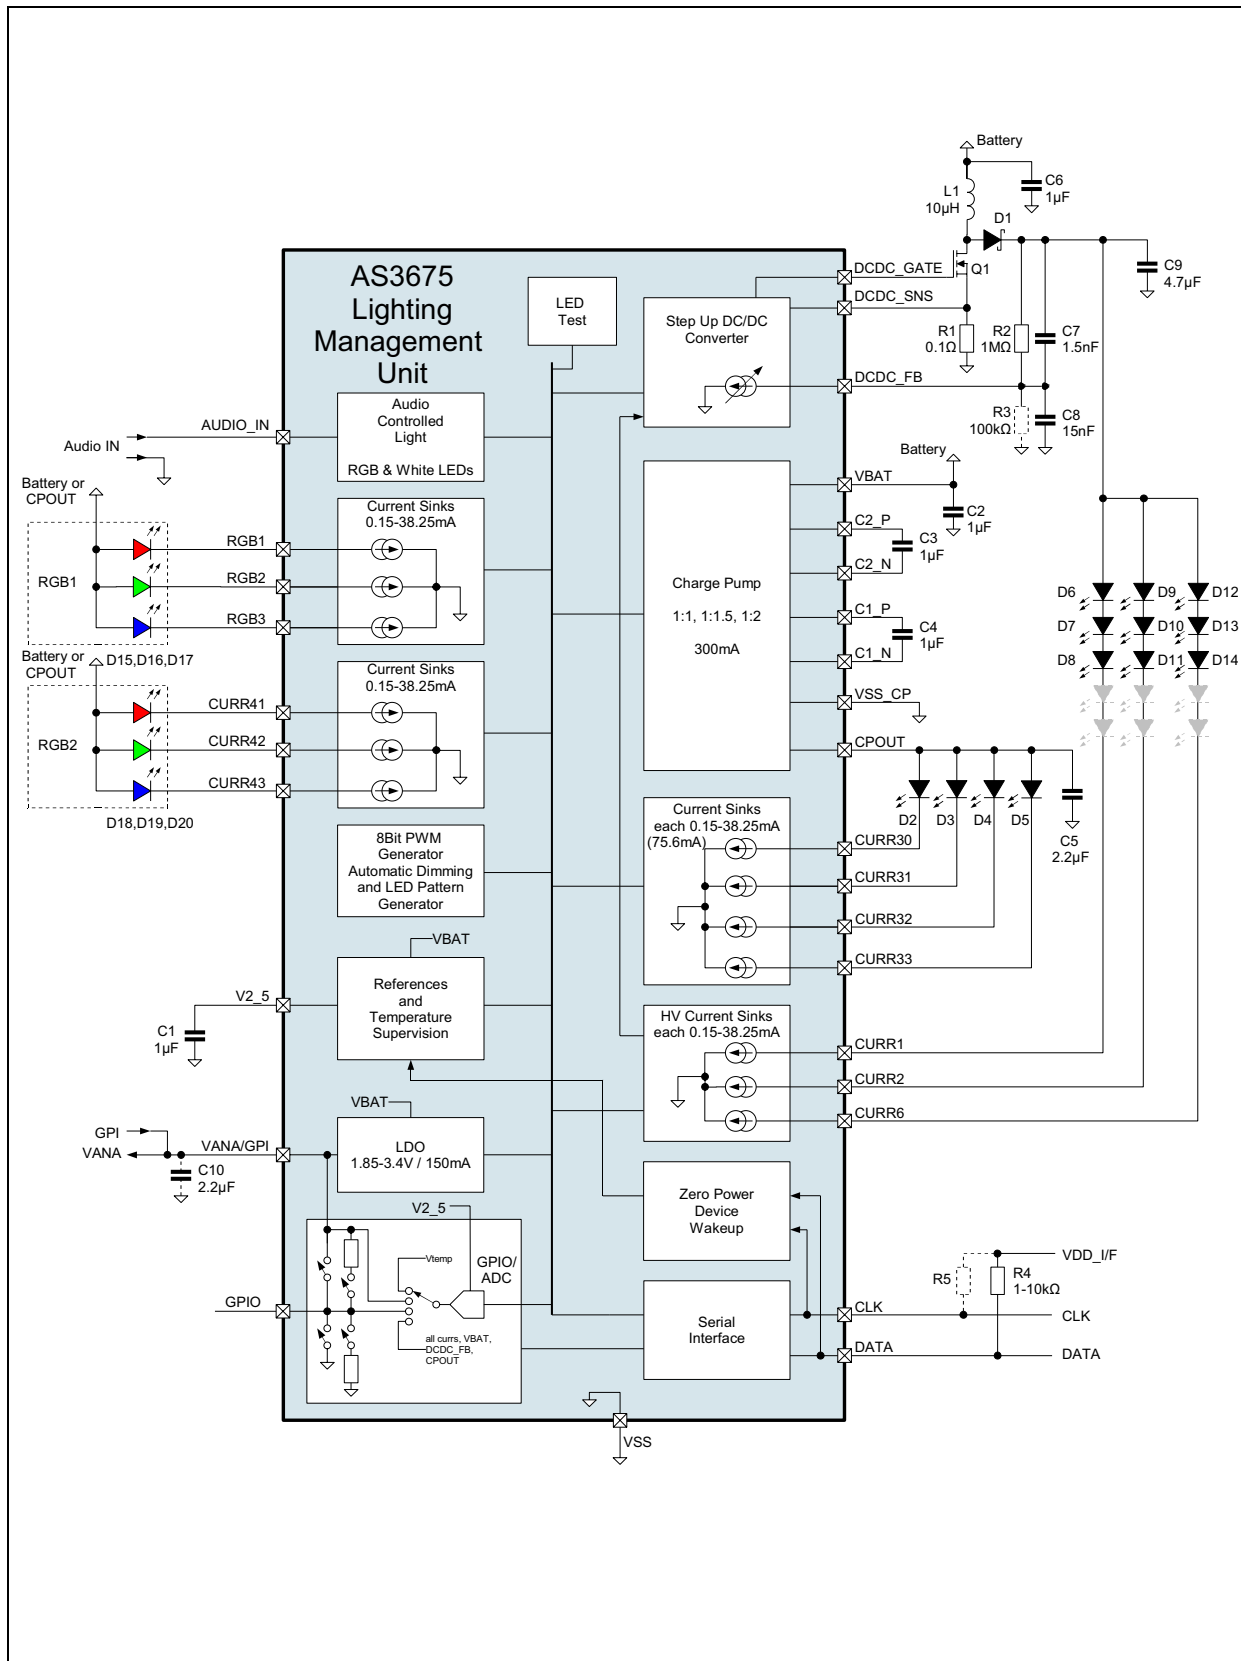 Battery
C6
1µF
L1
10µH
D1
AS3675
Lighting
Management
Unit
LED
Test
DCDC_GATE
Q1
C9
4.7µF
DCDC_SNS
Step Up DC/DC
Converter
R1
0.1Ω
R2
1MΩ
C7
1.5nF
DCDC_FB
R3
100kΩ
C8
15nF
Audio
Controlled
Light
RGB & White LEDs
AUDIO_IN
Audio IN
Battery
VBAT
C2
1µF
Battery or
CPOUT
Current Sinks
0.15-38.25mA
RGB1
RGB1
RGB2
RGB3
D15,D16,D17
C2_P
C3
1µF
C2_N
Charge Pump
1:1, 1:1.5, 1:2
300mA
C1_P
C4
1µF
C1_N
VSS_CP
CPOUT
D6
D9
D12
D7
D10
D13
D8
D11
D14
Battery or
CPOUT
Current Sinks
0.15-38.25mA
CURR41
RGB2
CURR42
CURR43
D18,D19,D20
D2
D3
D4
D5
C5
2.2µF
Current Sinks
each 0.15-38.25mA
(75.6mA)
CURR30
CURR31
CURR32
CURR33
8Bit PWM
Generator
Automatic Dimming
and LED Pattern
Generator
VBAT
V2_5
References
and
Temperature
Supervision
C1
1µF
HV Current Sinks
each 0.15-38.25mA
CURR1
CURR2
CURR6
VBAT
GPI
VANA
VANA/GPI
LDO
1.85-3.4V / 150mA
C10
2.2µF
Zero Power
Device
Wakeup
V2_5
Vtemp
GPIO/
ADC
GPIO
all currs, VBAT,
DCDC_FB,
CPOUT
Serial
Interface
VDD_I/F
R5
R4
1-10kΩ
CLK
CLK
DATA
DATA
VSS